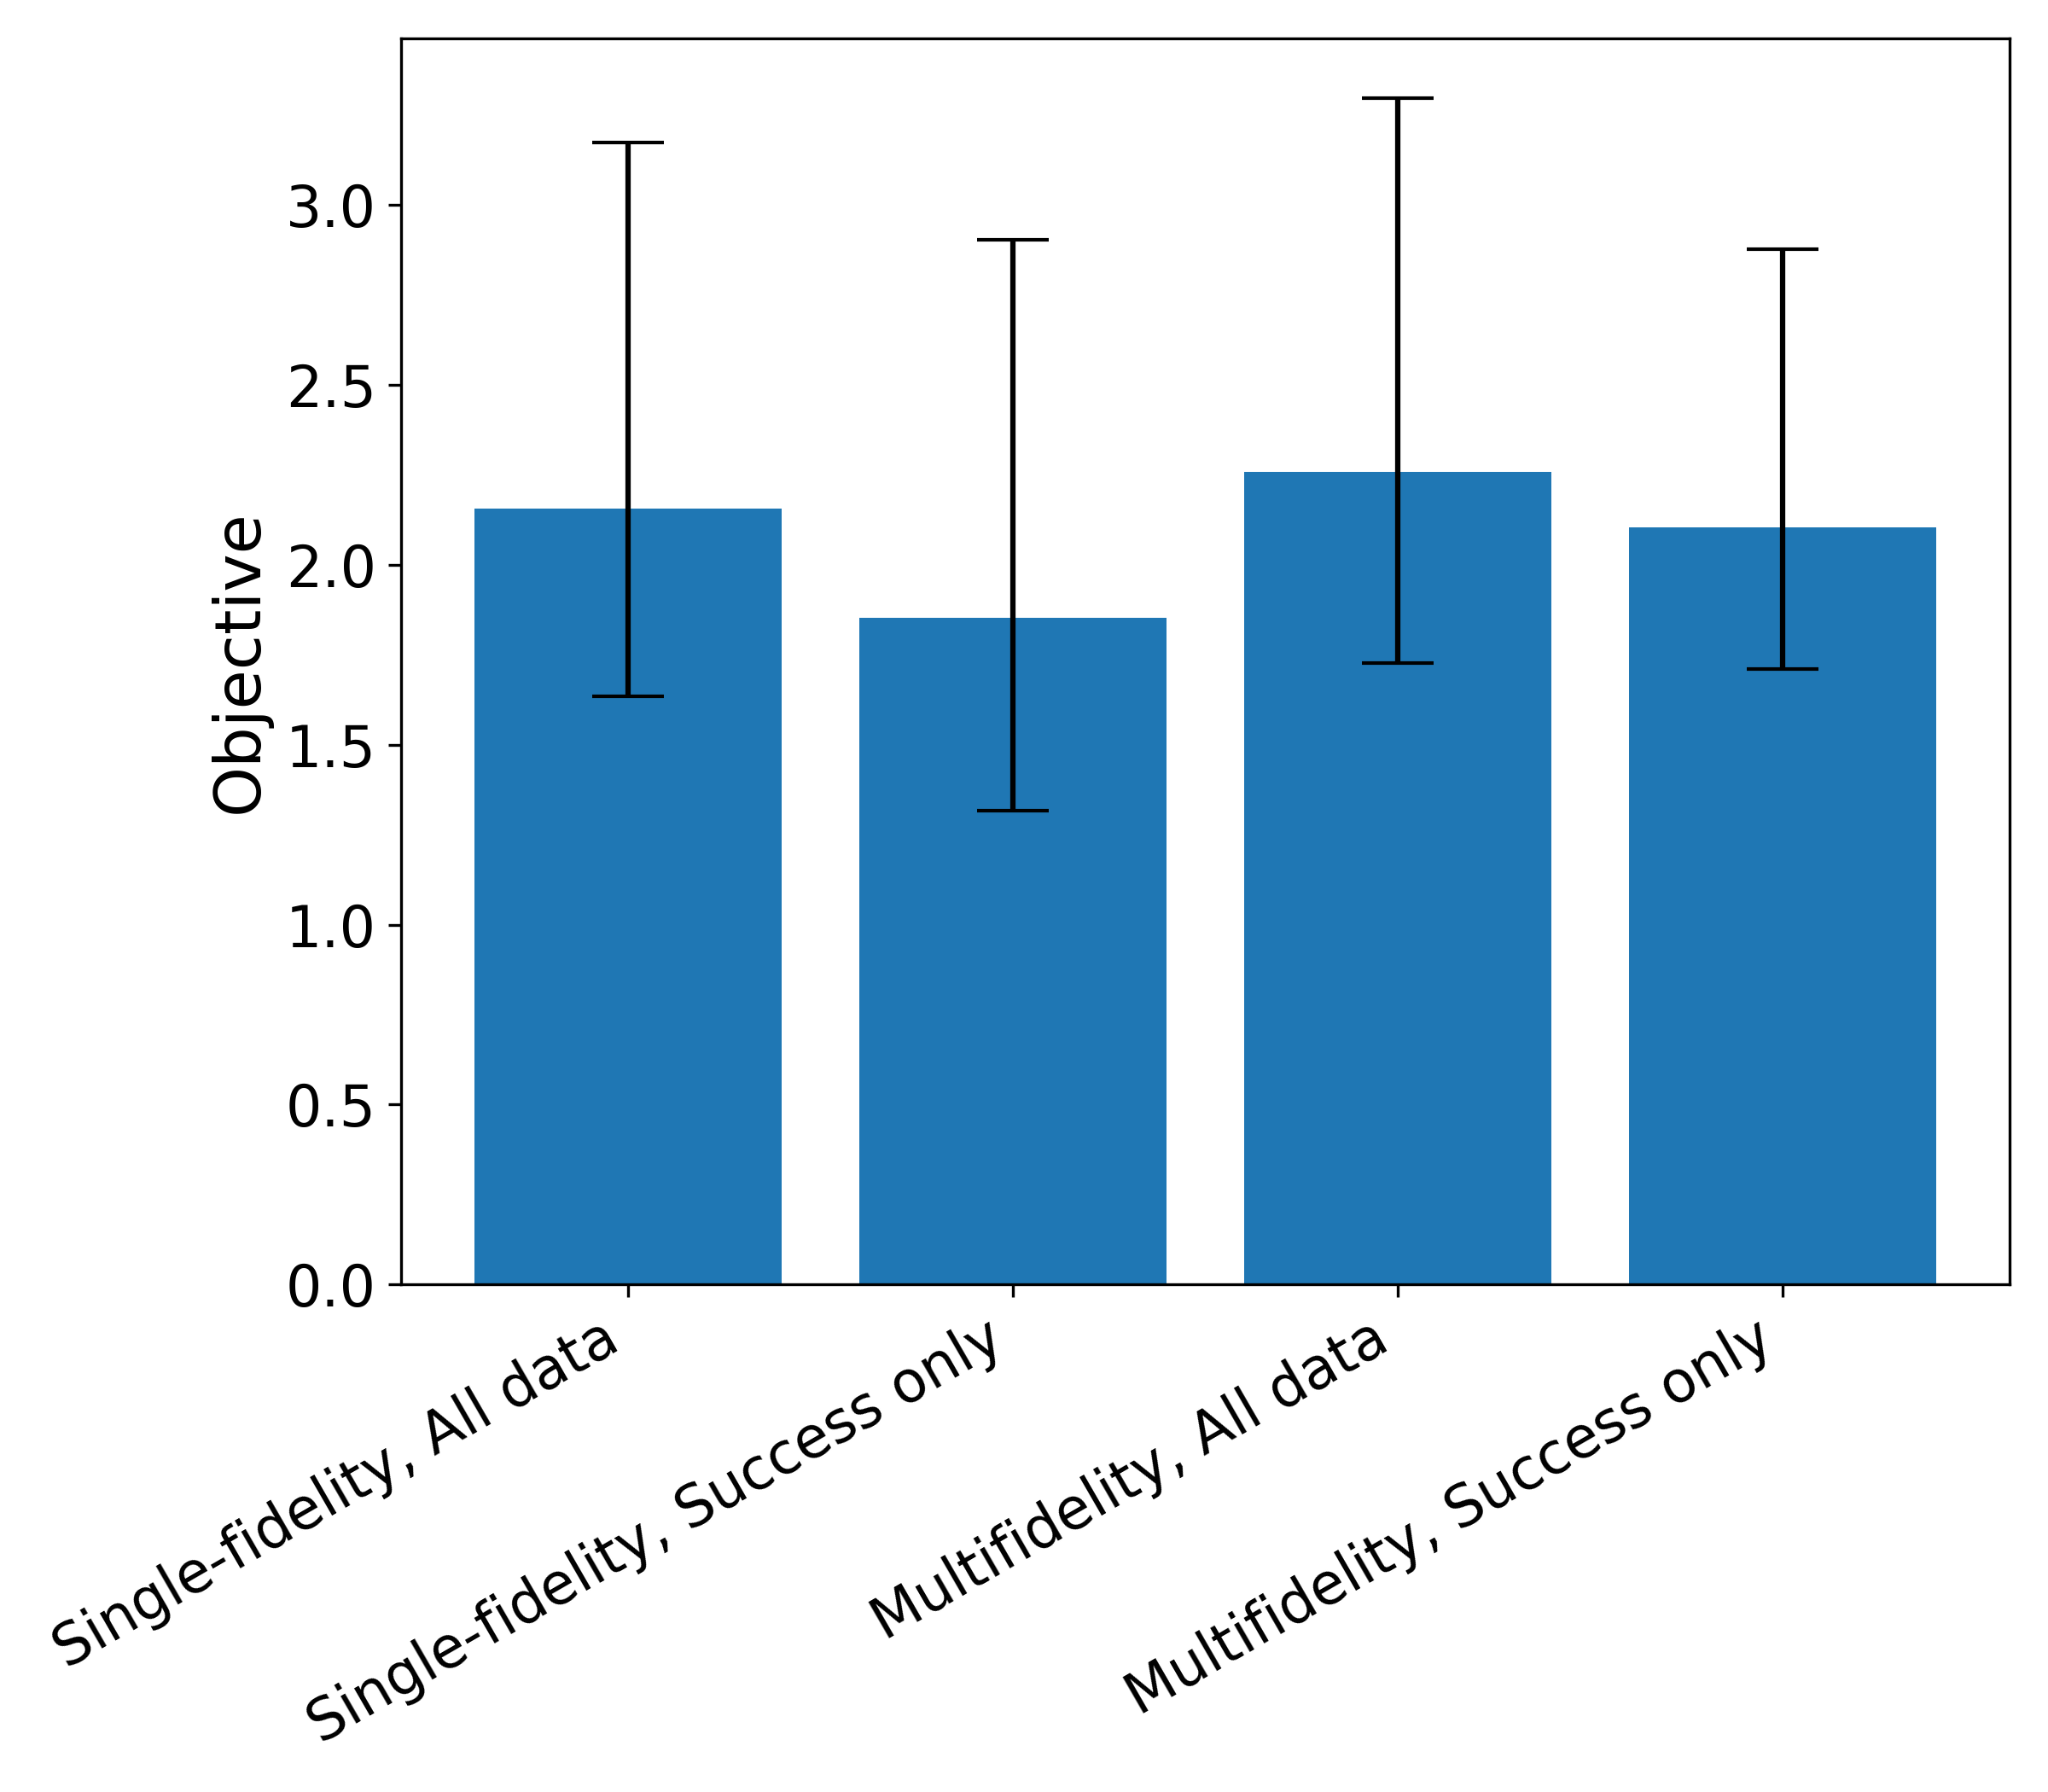 Objective
3.0
2.5
2.0
1.5
1.0
0.5
0.0
Single-fidelity, All data
Single-fidelity, Success only
Multifidelity, All data
Multifidelity, Success only